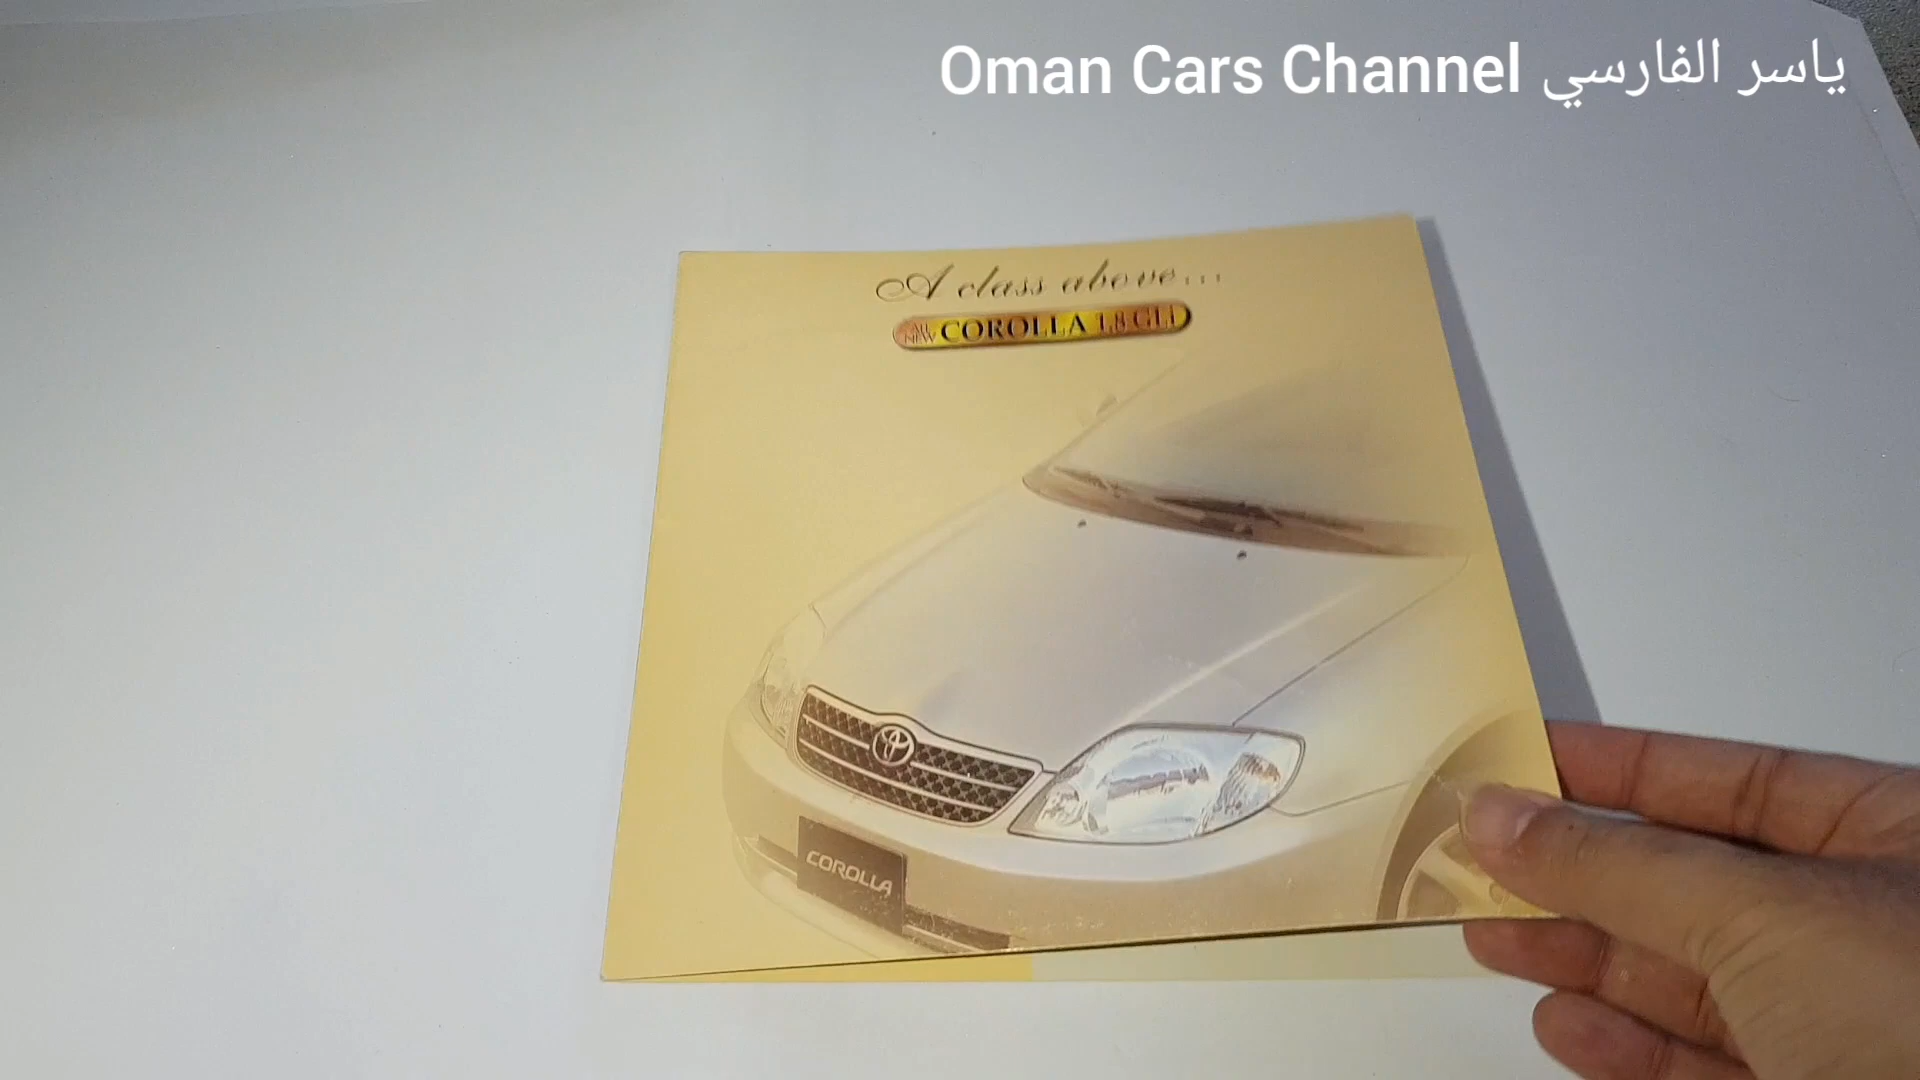 Oman Cars Channel ياسر الفارسي
A class above...
ALL NEW COROLLA 1.8 GLi
COROLLA